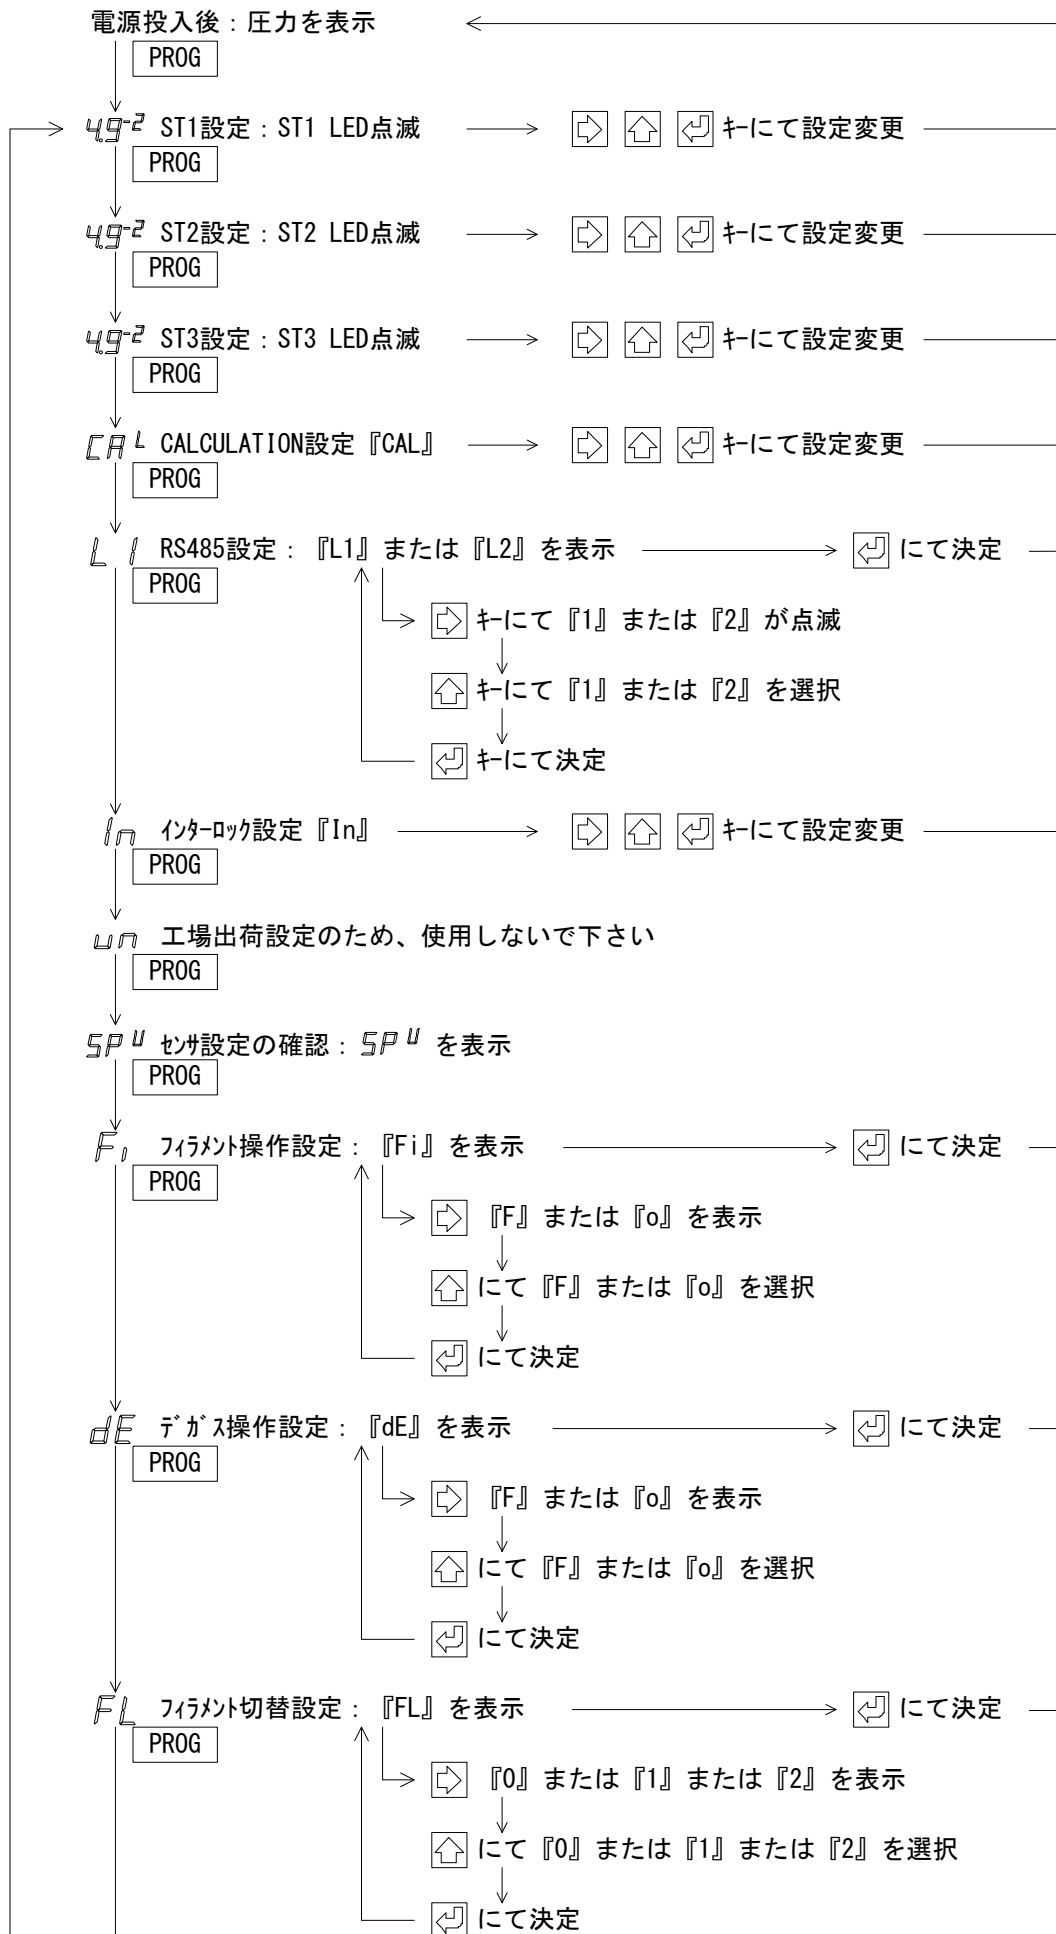 電源投入後：圧力を表示
PROG
4.9-2 ST1設定：ST1 LED点滅 ｷｰにて設定変更
PROG
4.9-2 ST2設定：ST2 LED点滅 ｷｰにて設定変更
PROG
4.9-2 ST3設定：ST3 LED点滅 ｷｰにて設定変更
PROG
CAL CALCULATION設定『CAL』 ｷｰにて設定変更
PROG
L1 RS485設定：『L1』または『L2』を表示 にて決定
PROG
ｷｰにて『1』または『2』が点滅
ｷｰにて『1』または『2』を選択
ｷｰにて決定
In ｲﾝﾀｰﾛｯｸ設定『In』 ｷｰにて設定変更
PROG
un 工場出荷設定のため、使用しないで下さい
PROG
SPU ｾﾝｻ設定の確認：SPU を表示
PROG
Fi ﾌｨﾗﾒﾝﾄ操作設定：『Fi』を表示 にて決定
PROG
『F』または『o』を表示
にて『F』または『o』を選択
にて決定
dE ﾃﾞｶﾞｽ操作設定：『dE』を表示 にて決定
PROG
『F』または『o』を表示
にて『F』または『o』を選択
にて決定
FL ﾌｨﾗﾒﾝﾄ切替設定：『FL』を表示 にて決定
PROG
『0』または『1』または『2』を表示
にて『0』または『1』または『2』を選択
にて決定